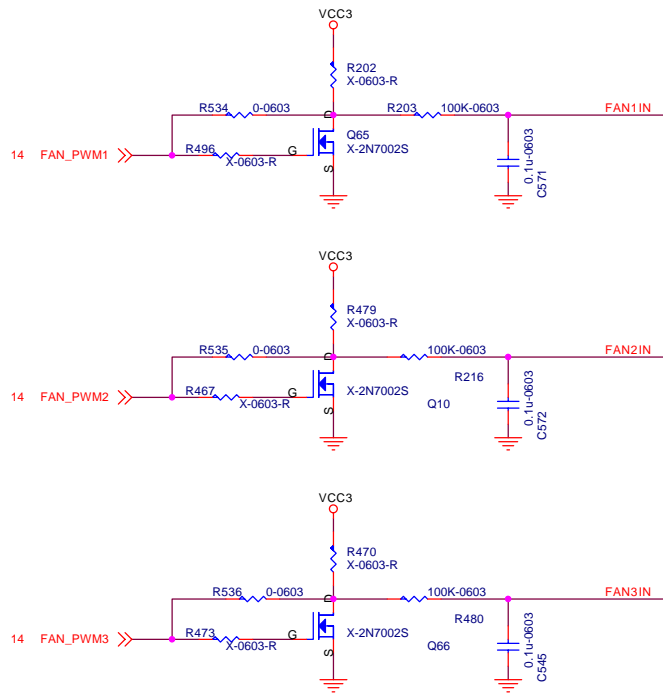 VCC3
R202
X-0603-R
R534 0-0603
D
R203 100K-0603 FAN1IN
14 FAN_PWM1
R496
X-0603-R
G
Q65
X-2N7002S
S
0.1u-0603
C571
VCC3
R479
X-0603-R
R535 0-0603
D
100K-0603 FAN2IN
R216
14 FAN_PWM2
R467
X-0603-R
G
X-2N7002S
Q10
S
0.1u-0603
C572
VCC3
R470
X-0603-R
R536 0-0603
D
100K-0603 FAN3IN
R480
14 FAN_PWM3
R473
X-0603-R
G
X-2N7002S
Q66
S
0.1u-0603
C545